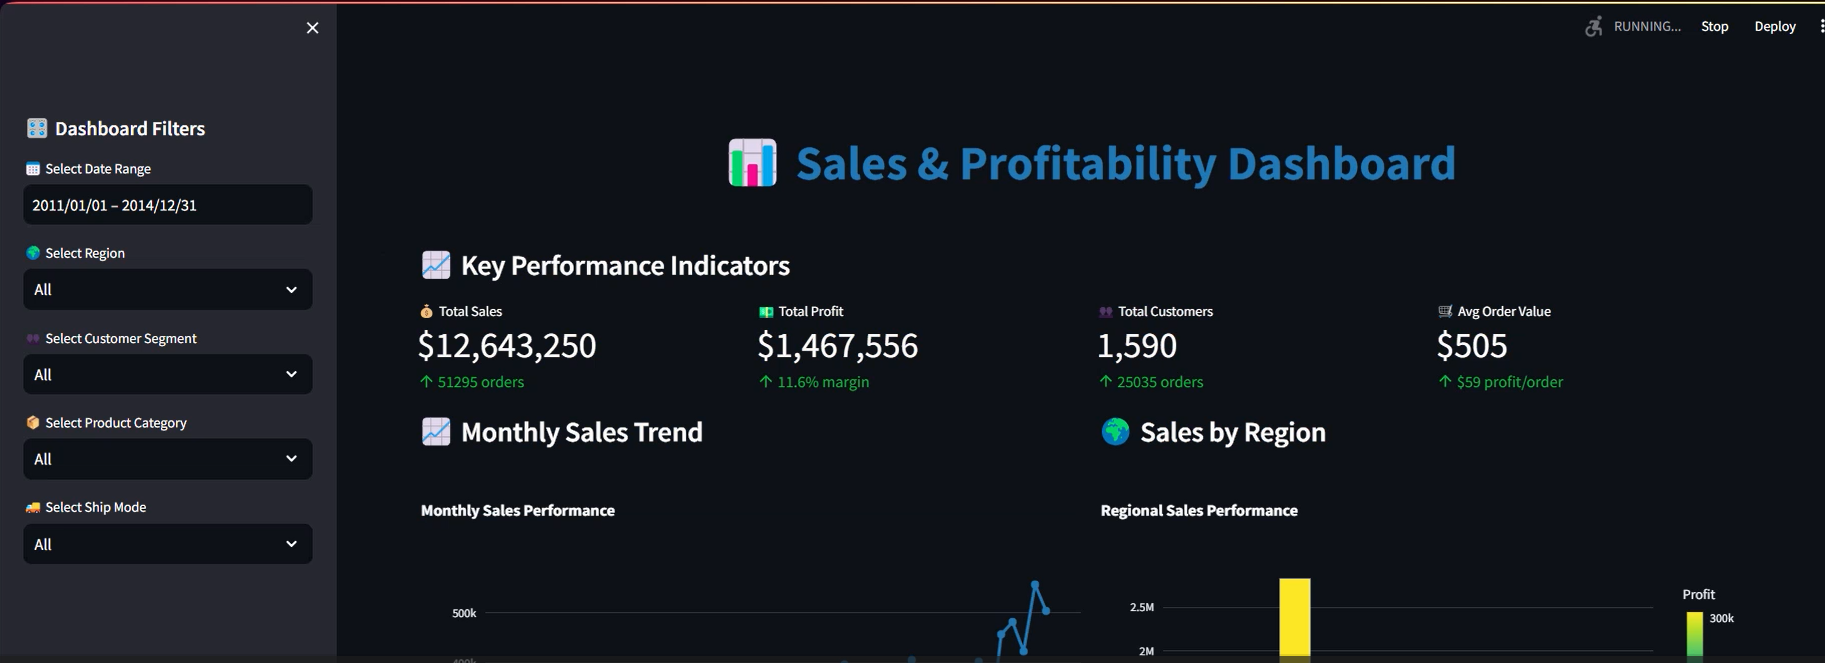 RUNNING...
Stop
Deploy
Dashboard Filters
Select Date Range
2011/01/01 – 2014/12/31
Select Region
All
Select Customer Segment
All
Select Product Category
All
Select Ship Mode
All
Sales & Profitability Dashboard
Key Performance Indicators
Total Sales
$12,643,250
51295 orders
Total Profit
$1,467,556
11.6% margin
Total Customers
1,590
25035 orders
Avg Order Value
$505
$59 profit/order
Monthly Sales Trend
Monthly Sales Performance
500k
Sales by Region
Regional Sales Performance
2.5M
2M
Profit
300k